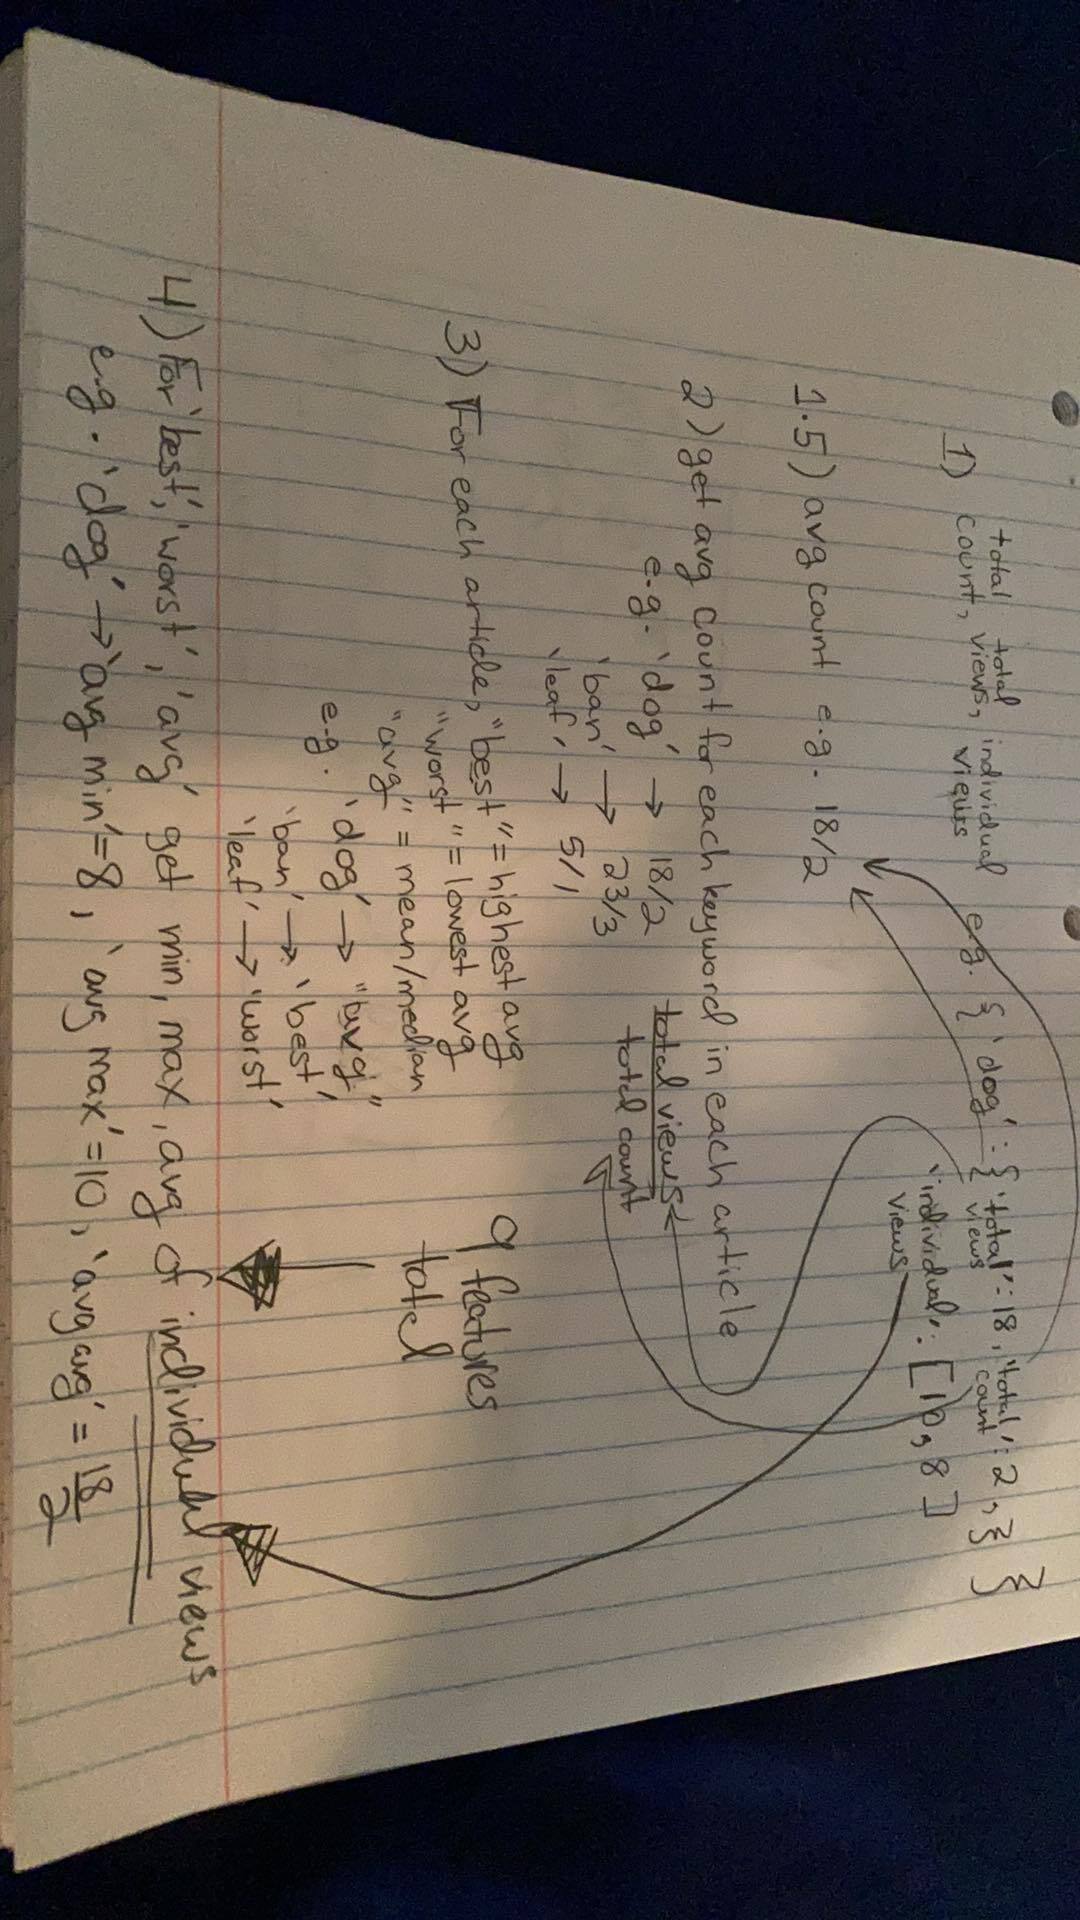 1) total count, total views, individual views e.g. { 'dog' : { 'total views' : 18, 'total count' : 2, } }
'individual views' : [10, 8]
1.5) avg count e.g. 18/2
2) get avg count for each keyword in each article
e.g. 'dog' → 18/2 total views
'ban' → 23/3 total count
'leaf' → 5/1
3) For each article, "best" = highest avg
"worst" = lowest avg
"avg" = mean/median
9 features total
e.g. 'dog' → "avg"
'ban' → 'best'
'leaf' → 'worst'
4) For 'best', 'worst', 'avg' get min, max, avg of individual views
e.g. 'dog' → 'avg min' = 8, 'avg max' = 10, 'avg avg' = 18/2